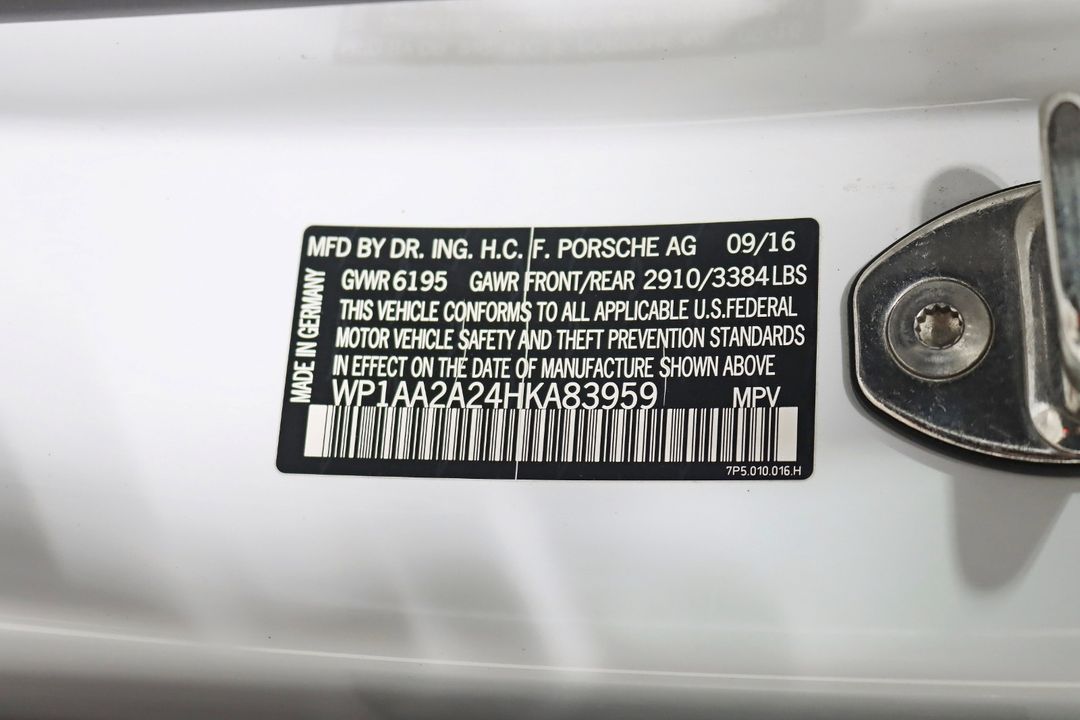 MFD BY DR. ING. H.C. F. PORSCHE AG 09/16
GVWR 6195 GAWR FRONT/REAR 2910/3384 LBS
THIS VEHICLE CONFORMS TO ALL APPLICABLE U.S.FEDERAL
MOTOR VEHICLE SAFETY AND THEFT PREVENTION STANDARDS
IN EFFECT ON THE DATE OF MANUFACTURE SHOWN ABOVE
WP1AA2A24HKA83959 MPV
7P5.010.016.H
MADE IN GERMANY